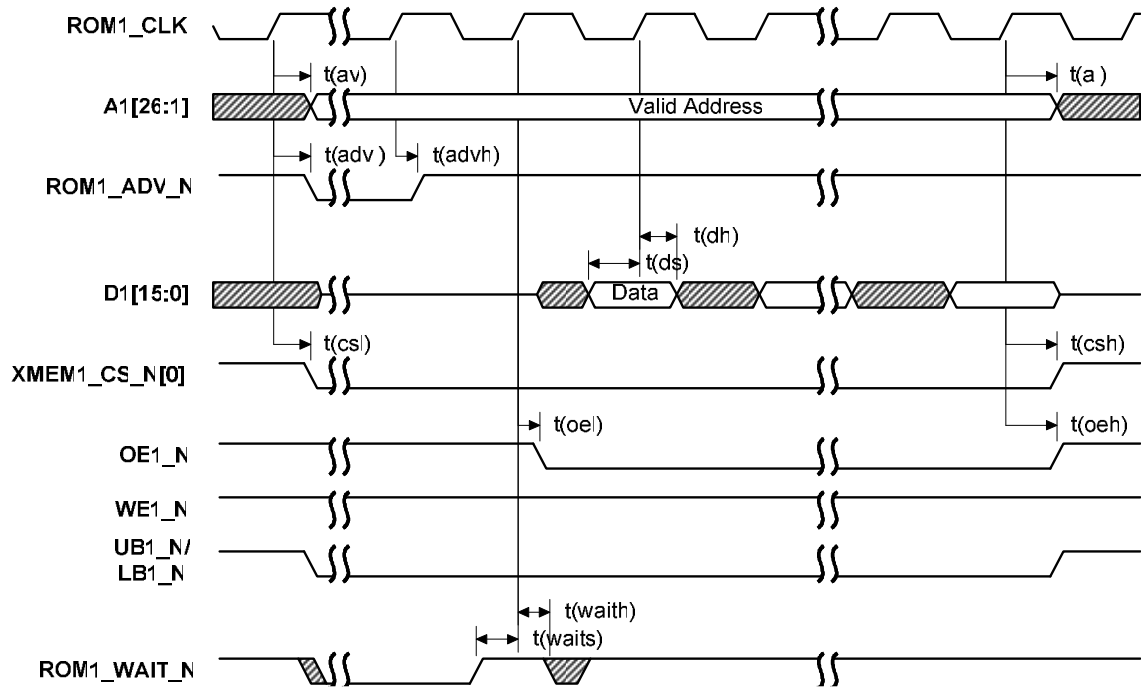 ROM1_CLK
t(av)
t(a )
A1[26:1]
Valid Address
t(adv )
t(advh)
ROM1_ADV_N
t(dh)
t(ds)
D1[15:0]
Data
t(csl)
t(csh)
XMEM1_CS_N[0]
t(oel)
t(oeh)
OE1_N
WE1_N
UB1_N/
LB1_N
t(waith)
t(waits)
ROM1_WAIT_N